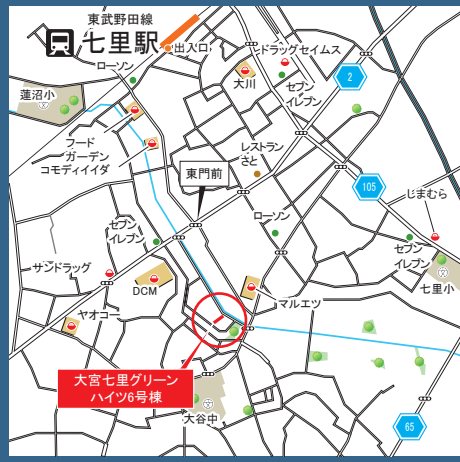 東武野田線
七里駅
出入口
ドラッグセイムス
ローソン
大川
セブン
イレブン
2
蓮沼小
フード
ガーデン
コモディイイダ
レストラン
さと
東門前
105
じまむら
ローソン
セブン
イレブン
セブン
イレブン
七里小
サンドラッグ
DCM
マルエツ
ヤオコー
大宮七里グリーン
ハイツ6号棟
大谷中
65